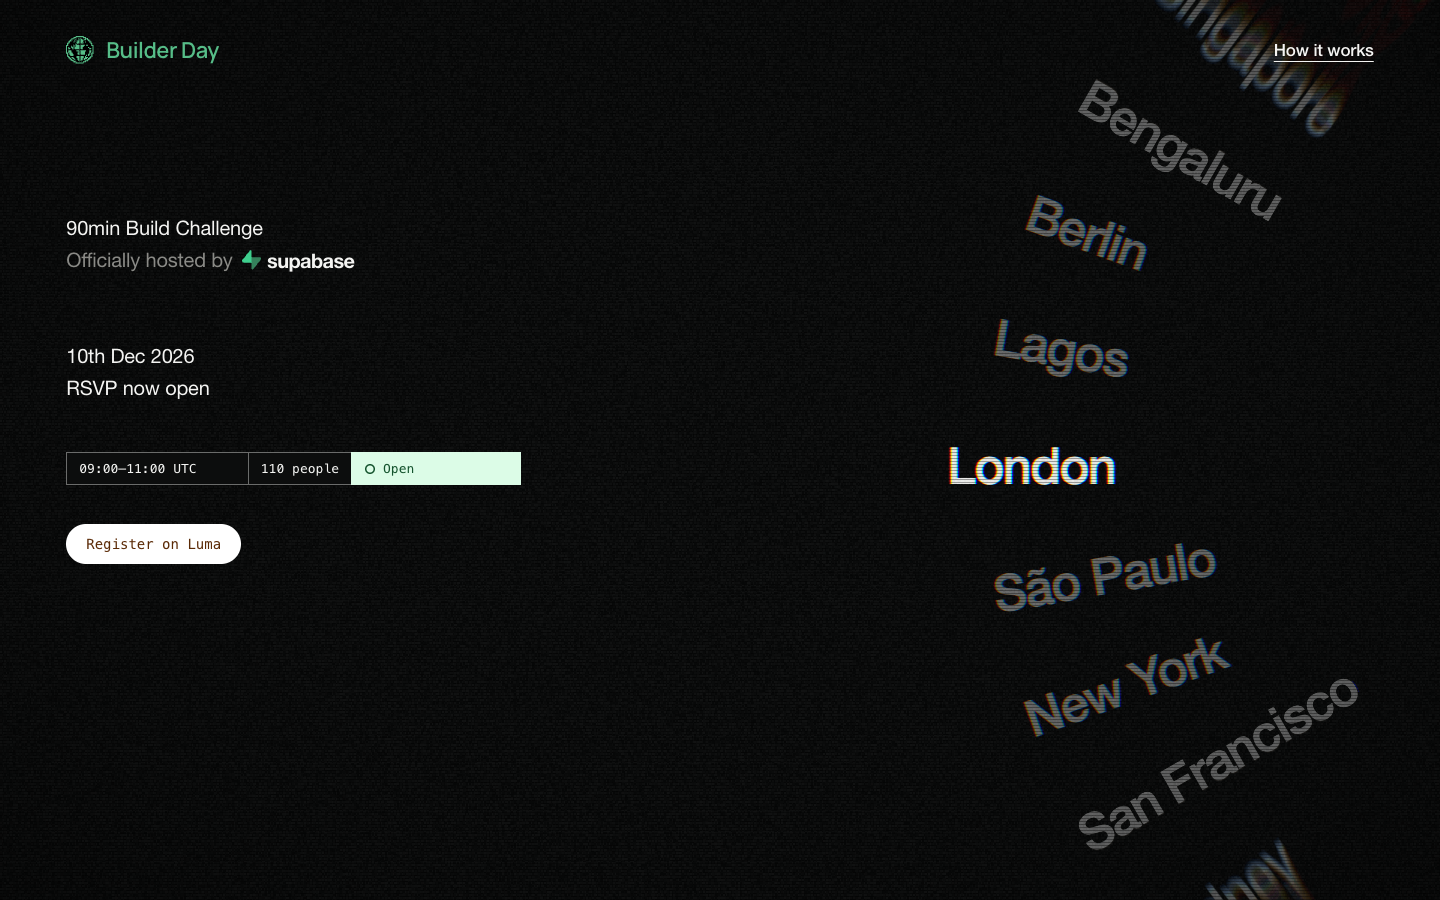 Builder Day
How it works
90min Build Challenge
Officially hosted by supabase
10th Dec 2026
RSVP now open
09:00–11:00 UTC
110 people
Open
Register on Luma
Bengaluru
Berlin
Lagos
London
São Paulo
New York
San Francisco